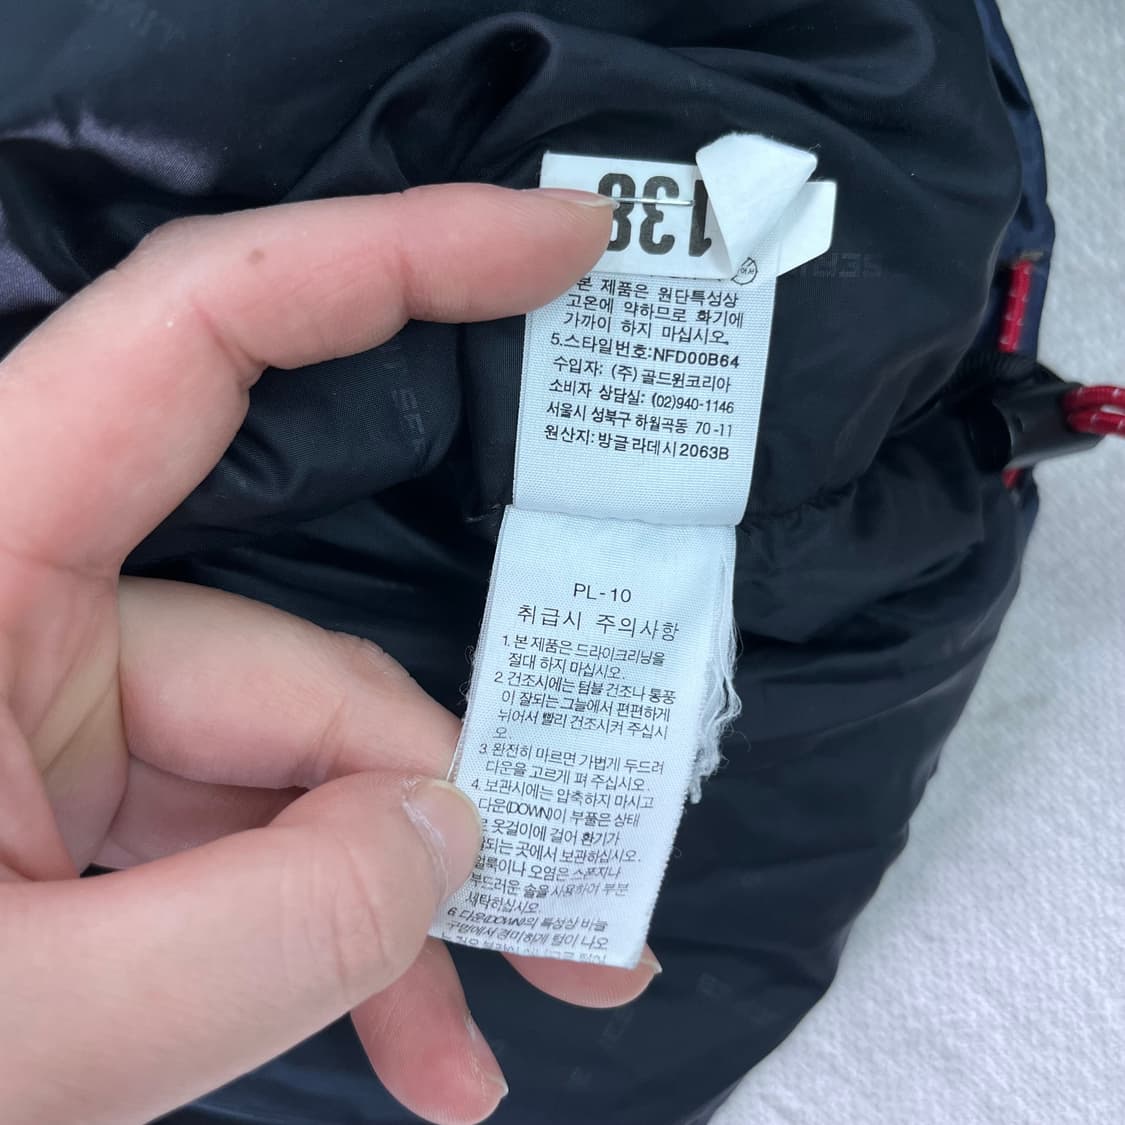 138
본 제품은 원단특성상
고온에 약하므로 화기에
가까이 하지 마십시오.
5.스타일번호:NFD00B64
수입자: (주) 골드윈코리아
소비자 상담실: (02)940-1146
서울시 성북구 하월곡동 70-11
원산지: 방글라데시 2063B
PL-10
취급시 주의사항
1. 본 제품은 드라이크리닝을
절대 하지 마십시오.
2. 건조시에는 텀블 건조나 통풍
이 잘되는 그늘에서 편편하게
뉘어서 빨리 건조시켜 주십시
오.
3. 완전히 마르면 가볍게 두드려
다운을 고르게 펴 주십시오.
4. 보관시에는 압축하지 마시고
다운(DOWN)이 부풀은 상태
옷걸이에 걸어 환기가
되는 곳에서 보관하십시오.
얼룩이나 오염은 스폰지나
부드러운 솔을 사용하여 부분
세탁하십시오.
6. 다운(DOWN)의 특성상 바늘
구멍에서 경미하게 털이 나오